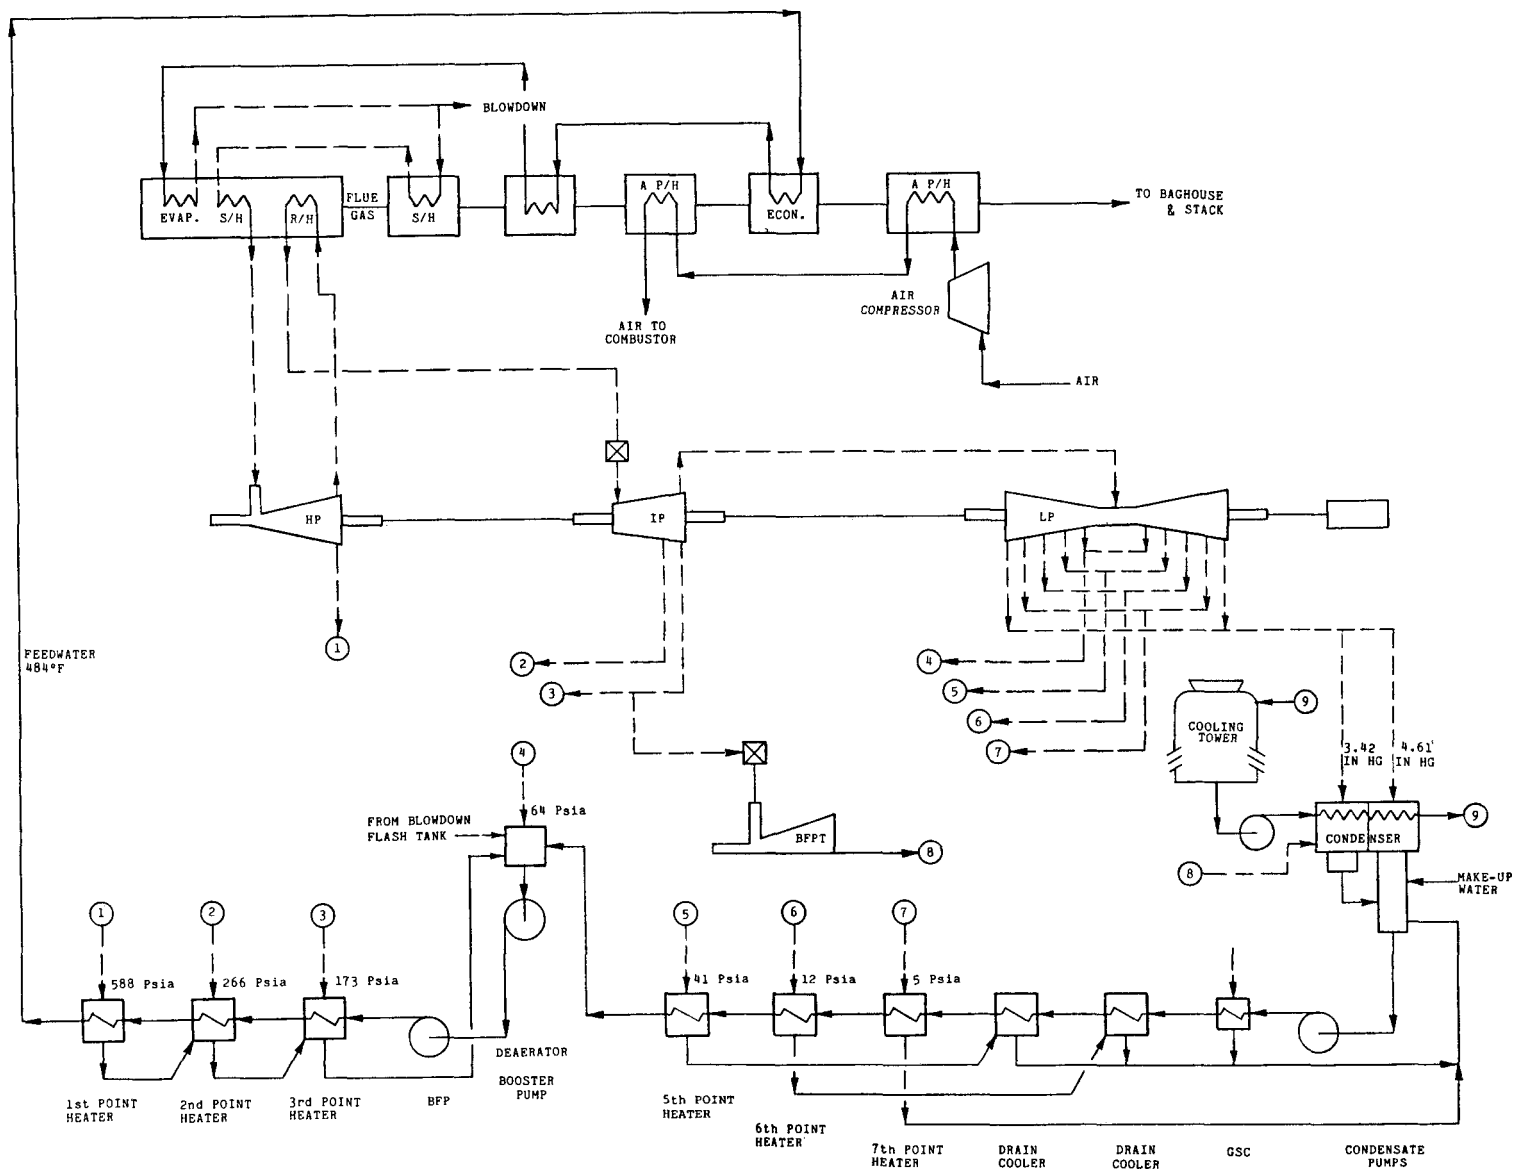 BLOWDOWN
FLUE
GAS
EVAP.
S/H
R/H
S/H
A P/H
ECON.
A P/H
TO BAGHOUSE
& STACK
AIR
COMPRESSOR
AIR TO
COMBUSTOR
AIR
HP
IP
LP
1
FEEDWATER
484°F
2
3
4
5
6
7
9
COOLING
TOWER
3.42
IN HG
4.61
IN HG
4
64 Psia
FROM BLOWDOWN
FLASH TANK
BFPT
8
CONDENSER
9
8
MAKE-UP
WATER
1
2
3
5
6
7
588 Psia
266 Psia
173 Psia
41 Psia
12 Psia
5 Psia
DEAERATOR
BOOSTER
PUMP
1st POINT
HEATER
2nd POINT
HEATER
3rd POINT
HEATER
BFP
5th POINT
HEATER
6th POINT
HEATER
7th POINT
HEATER
DRAIN
COOLER
DRAIN
COOLER
GSC
CONDENSATE
PUMPS